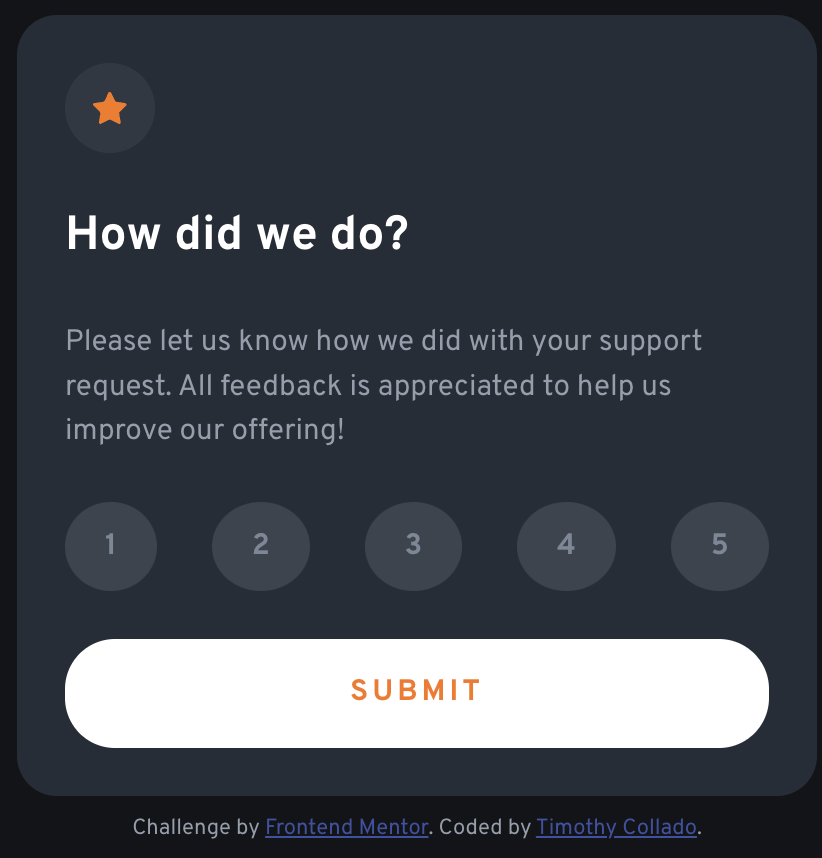 How did we do?
Please let us know how we did with your support
request. All feedback is appreciated to help us
improve our offering!
1 2 3 4 5
SUBMIT
Challenge by Frontend Mentor. Coded by Timothy Collado.